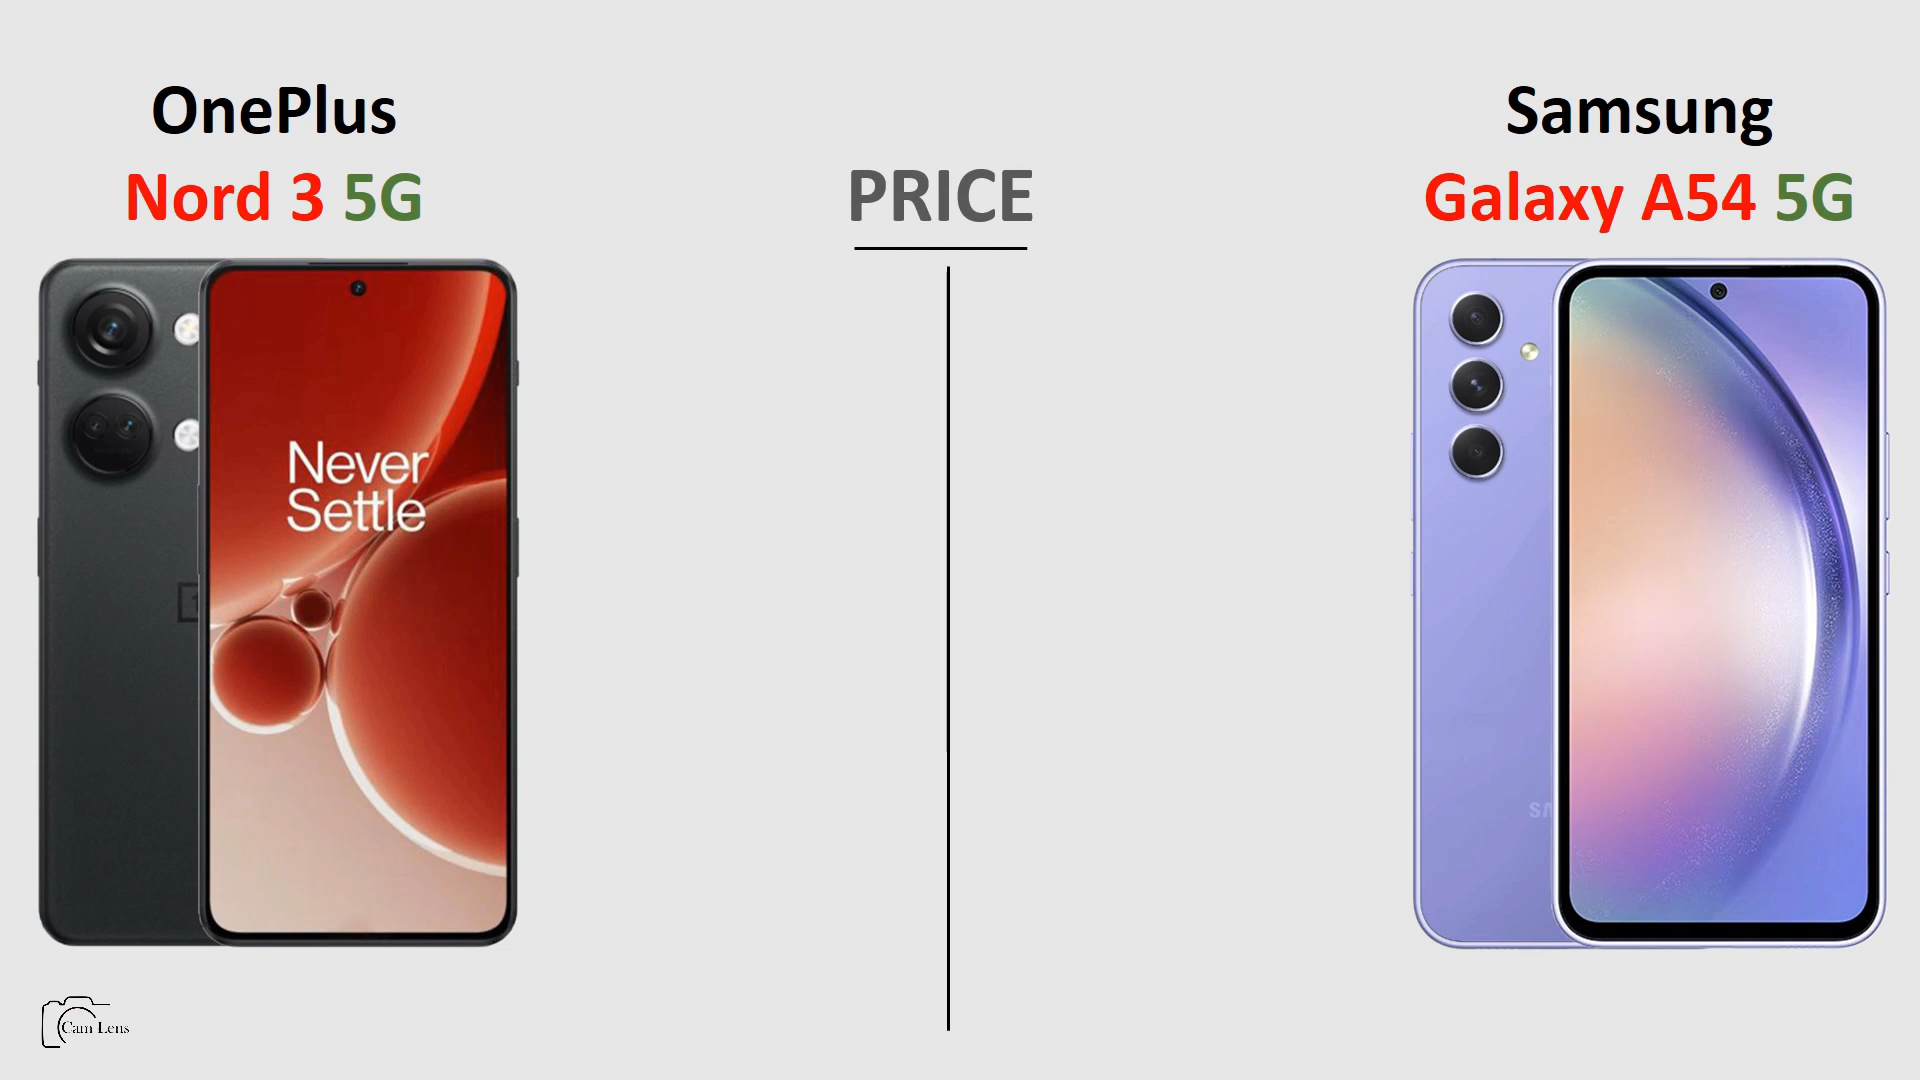 OnePlus
Nord 3 5G
PRICE
Samsung
Galaxy A54 5G
Never
Settle
Cam Lens